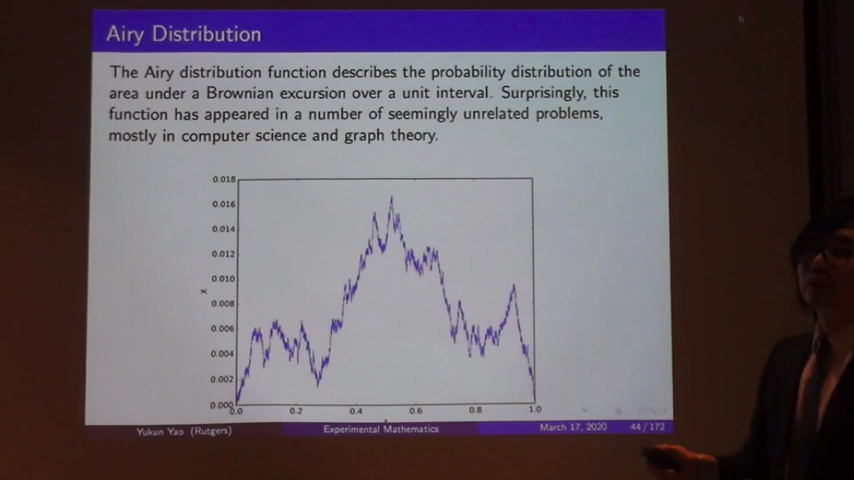 Airy Distribution
The Airy distribution function describes the probability distribution of the
area under a Brownian excursion over a unit interval. Surprisingly, this
function has appeared in a number of seemingly unrelated problems,
mostly in computer science and graph theory.
0.018
0.016
0.014
0.012
0.010
0.008
x
0.006
0.004
0.002
0.000
0.0 0.2 0.4 0.6 0.8 1.0
Yukun Yao (Rutgers) Experimental Mathematics March 17, 2020 44 / 172